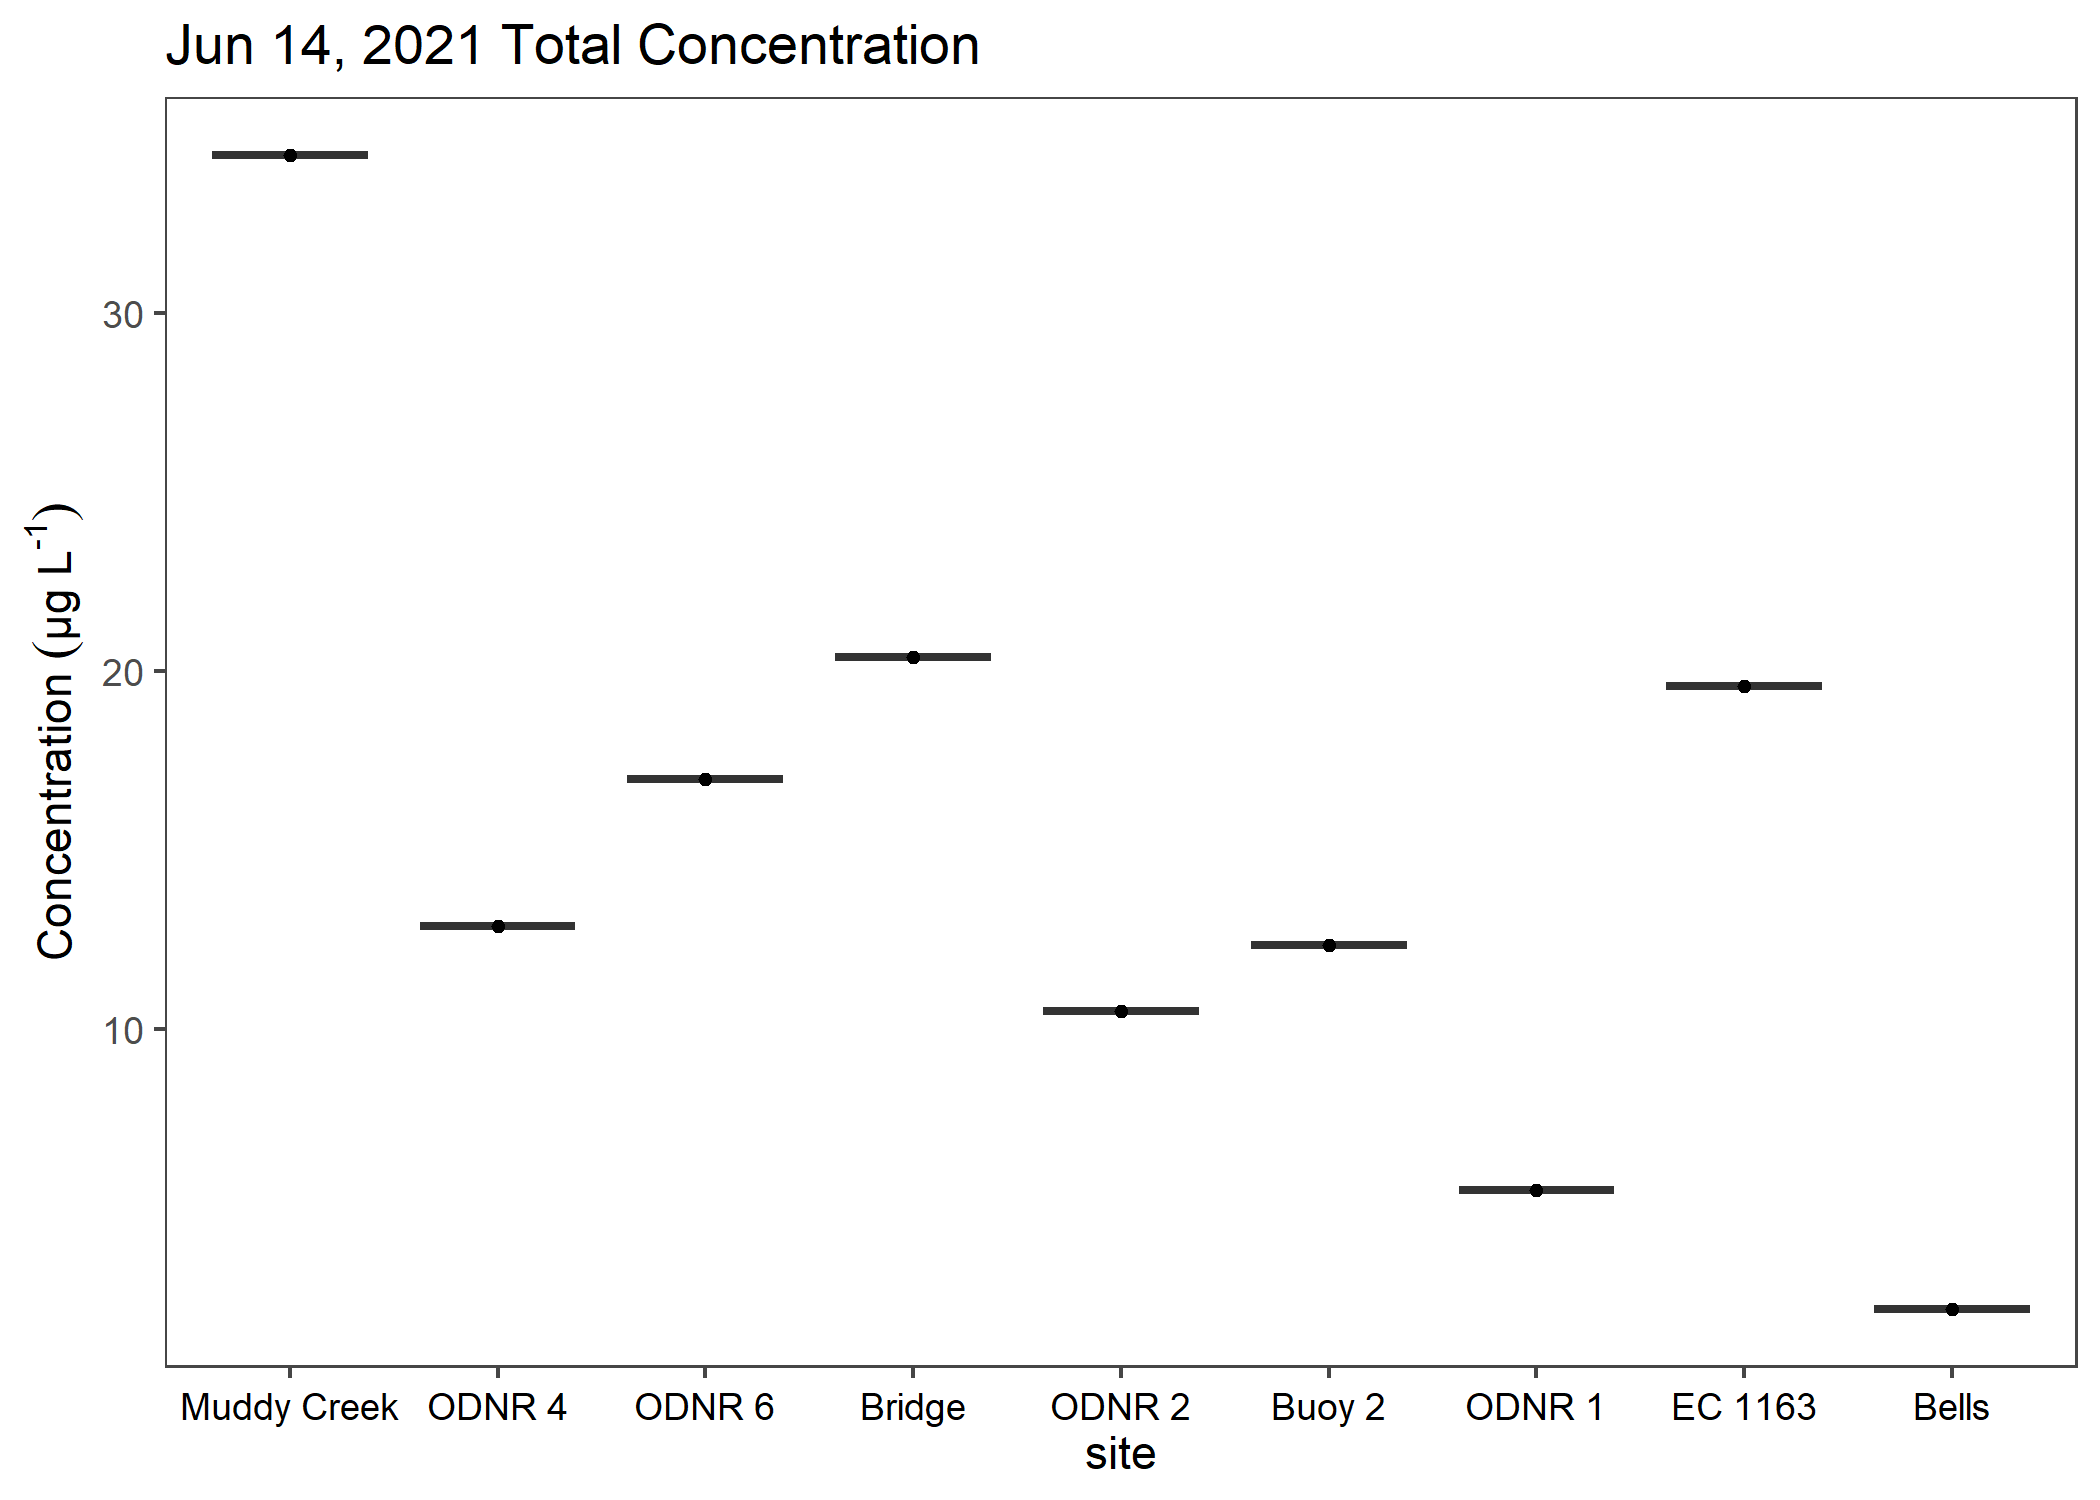 Jun 14, 2021 Total Concentration
Concentration (µg L⁻¹)
30
20
10
Muddy Creek ODNR 4 ODNR 6 Bridge ODNR 2 Buoy 2 ODNR 1 EC 1163 Bells
site